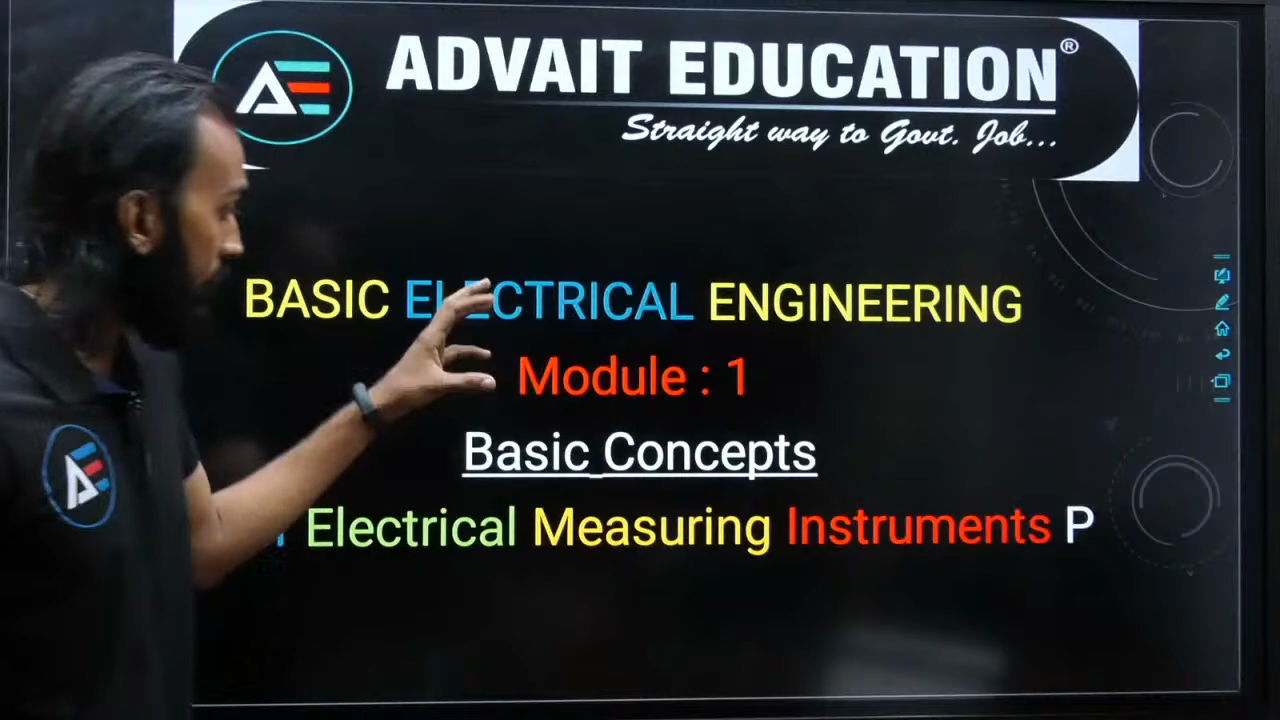 ADVAIT EDUCATION®
Straight way to Govt. Job...
BASIC ELECTRICAL ENGINEERING
Module : 1
Basic Concepts
Electrical Measuring Instruments P